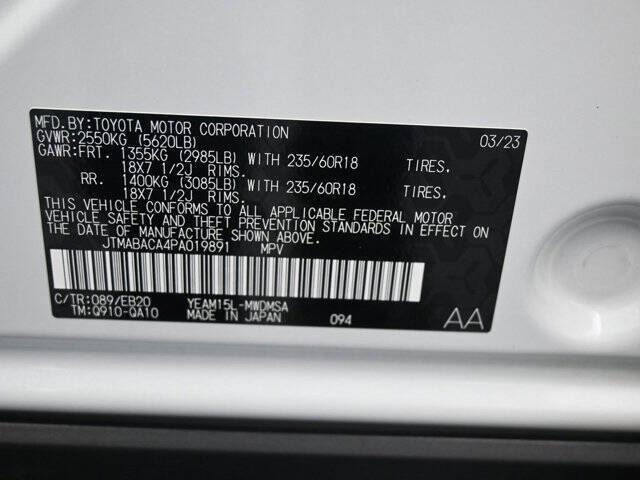 MFD.BY:TOYOTA MOTOR CORPORATION 03/23
GVWR:2550KG (5620LB)
GAWR:FRT. 1355KG (2985LB) WITH 235/60R18 TIRES,
18X7 1/2J RIMS.
RR. 1400KG (3085LB) WITH 235/60R18 TIRES,
18X7 1/2J RIMS.
THIS VEHICLE CONFORMS TO ALL APPLICABLE FEDERAL MOTOR
VEHICLE SAFETY AND THEFT PREVENTION STANDARDS IN EFFECT ON
THE DATE OF MANUFACTURE SHOWN ABOVE.
JTMABACA4PA019891 MPV
C/TR:089/EB20 YEAM15L-MWDMSA
TM:Q910-QA10 MADE IN JAPAN 094 AA